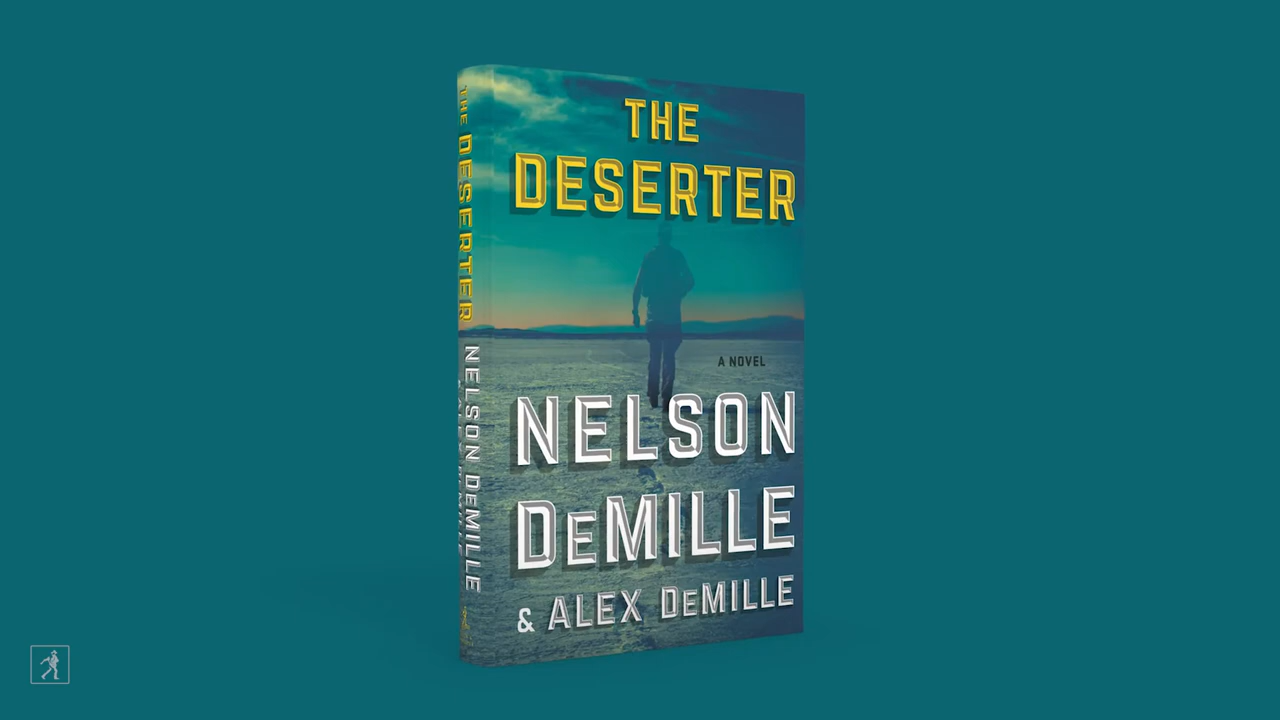 THE
DESERTER
A NOVEL
NELSON
DeMILLE
& ALEX DeMILLE
THE DESERTER
NELSON DeMILLE